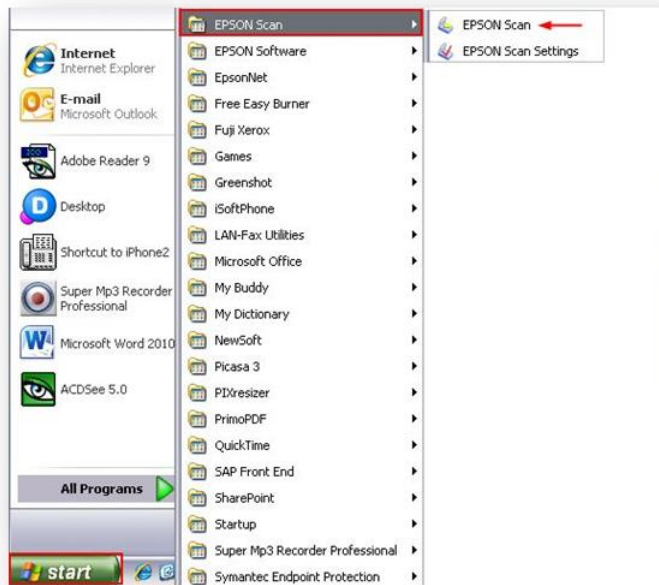 Internet
Internet Explorer
E-mail
Microsoft Outlook
Adobe Reader 9
Desktop
Shortcut to iPhone2
Super Mp3 Recorder
Professional
Microsoft Word 2010
ACDSee 5.0
All Programs
start
EPSON Scan
EPSON Software
EpsonNet
Free Easy Burner
Fuji Xerox
Games
Greenshot
iSoftPhone
LAN-Fax Utilities
Microsoft Office
My Buddy
My Dictionary
NewSoft
Picasa 3
PIXresizer
PrimoPDF
QuickTime
SAP Front End
SharePoint
Startup
Super Mp3 Recorder Professional
Symantec Endpoint Protection
EPSON Scan
EPSON Scan Settings